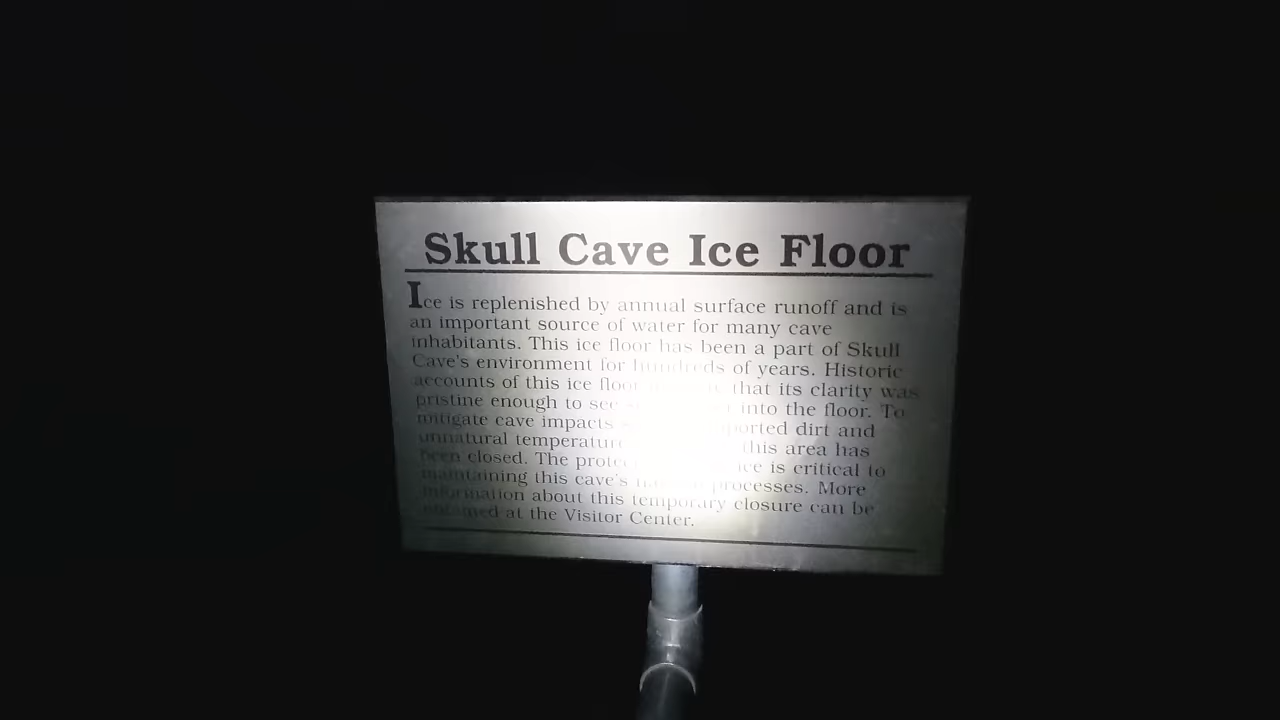 Skull Cave Ice Floor
Ice is replenished by annual surface runoff and is
an important source of water for many cave
inhabitants. This ice floor has been a part of Skull
Cave's environment for hundreds of years. Historic
accounts of this ice floor that its clarity was
pristine enough to see into the floor. To
mitigate cave impacts dirt and
unnatural this area has
been closed. The ice is critical to
maintaining this cave's processes. More
information about this temporary closure can be
obtained at the Visitor Center.